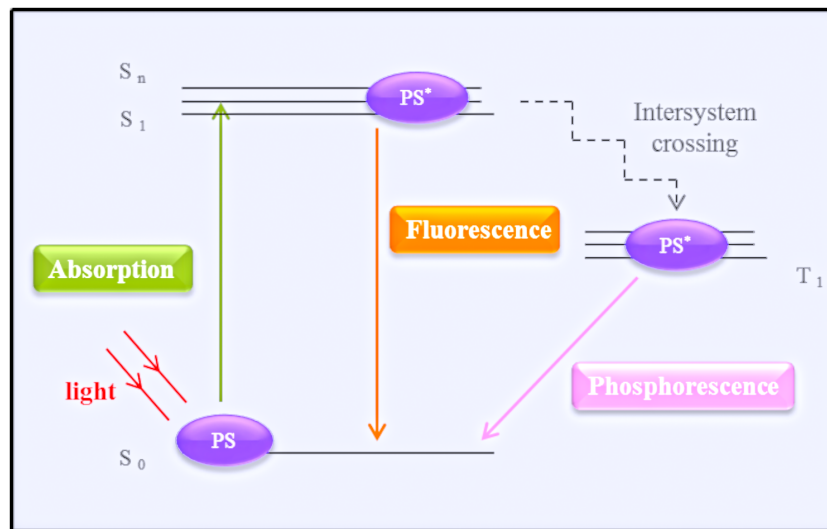 S n
PS*
S 1
Intersystem
crossing
Fluorescence
PS*
Absorption
T 1
light
Phosphorescence
PS
S 0